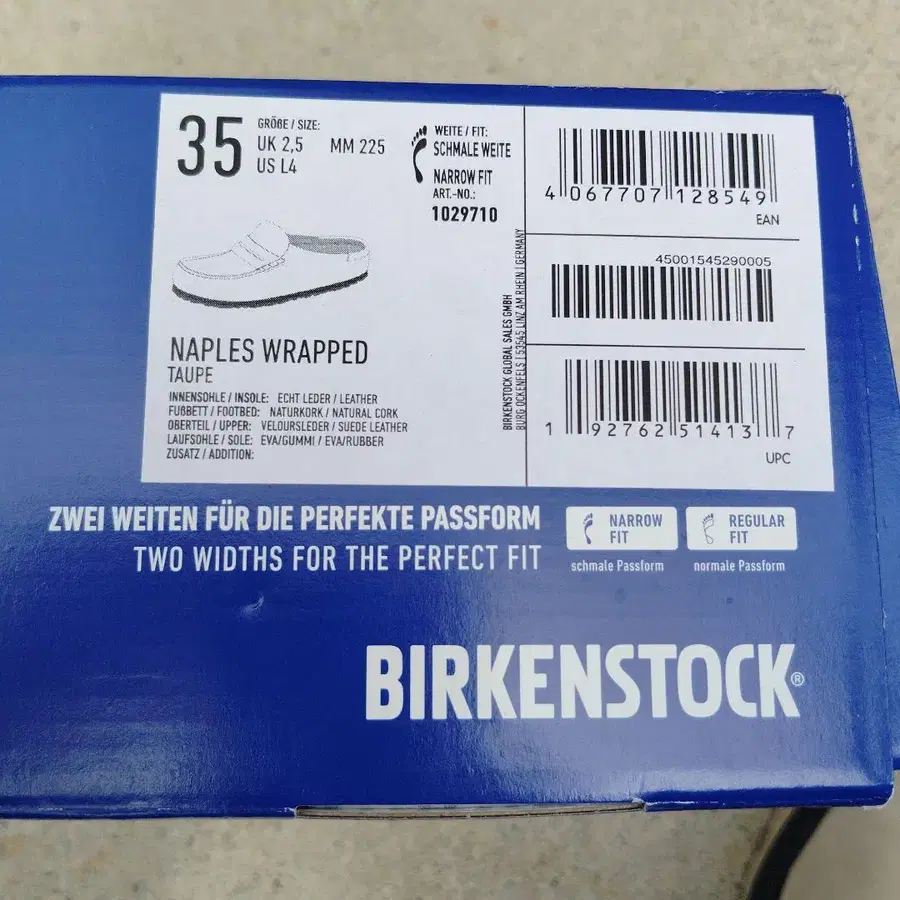 35
GRÖßE / SIZE:
UK 2,5
US L4
MM 225
WEITE / FIT:
SCHMALE WEITE
NARROW FIT
ART.-NO.:
1029710
NAPLES WRAPPED
TAUPE
INNENSOHLE / INSOLE: ECHT LEDER / LEATHER
FUßBETT / FOOTBED: NATURKORK / NATURAL CORK
OBERTEIL / UPPER: VELOURSLEDER / SUEDE LEATHER
LAUFSOHLE / SOLE: EVA/GUMMI / EVA/RUBBER
ZUSATZ / ADDITION:
BIRKENSTOCK GLOBAL SALES GMBH
BURG OCKENFELS | 53545 LINZ AM RHEIN | GERMANY
4 067707 128549
EAN
45001545290005
1 92762 51413 7
UPC
ZWEI WEITEN FÜR DIE PERFEKTE PASSFORM
TWO WIDTHS FOR THE PERFECT FIT
NARROW
FIT
schmale Passform
REGULAR
FIT
normale Passform
BIRKENSTOCK®